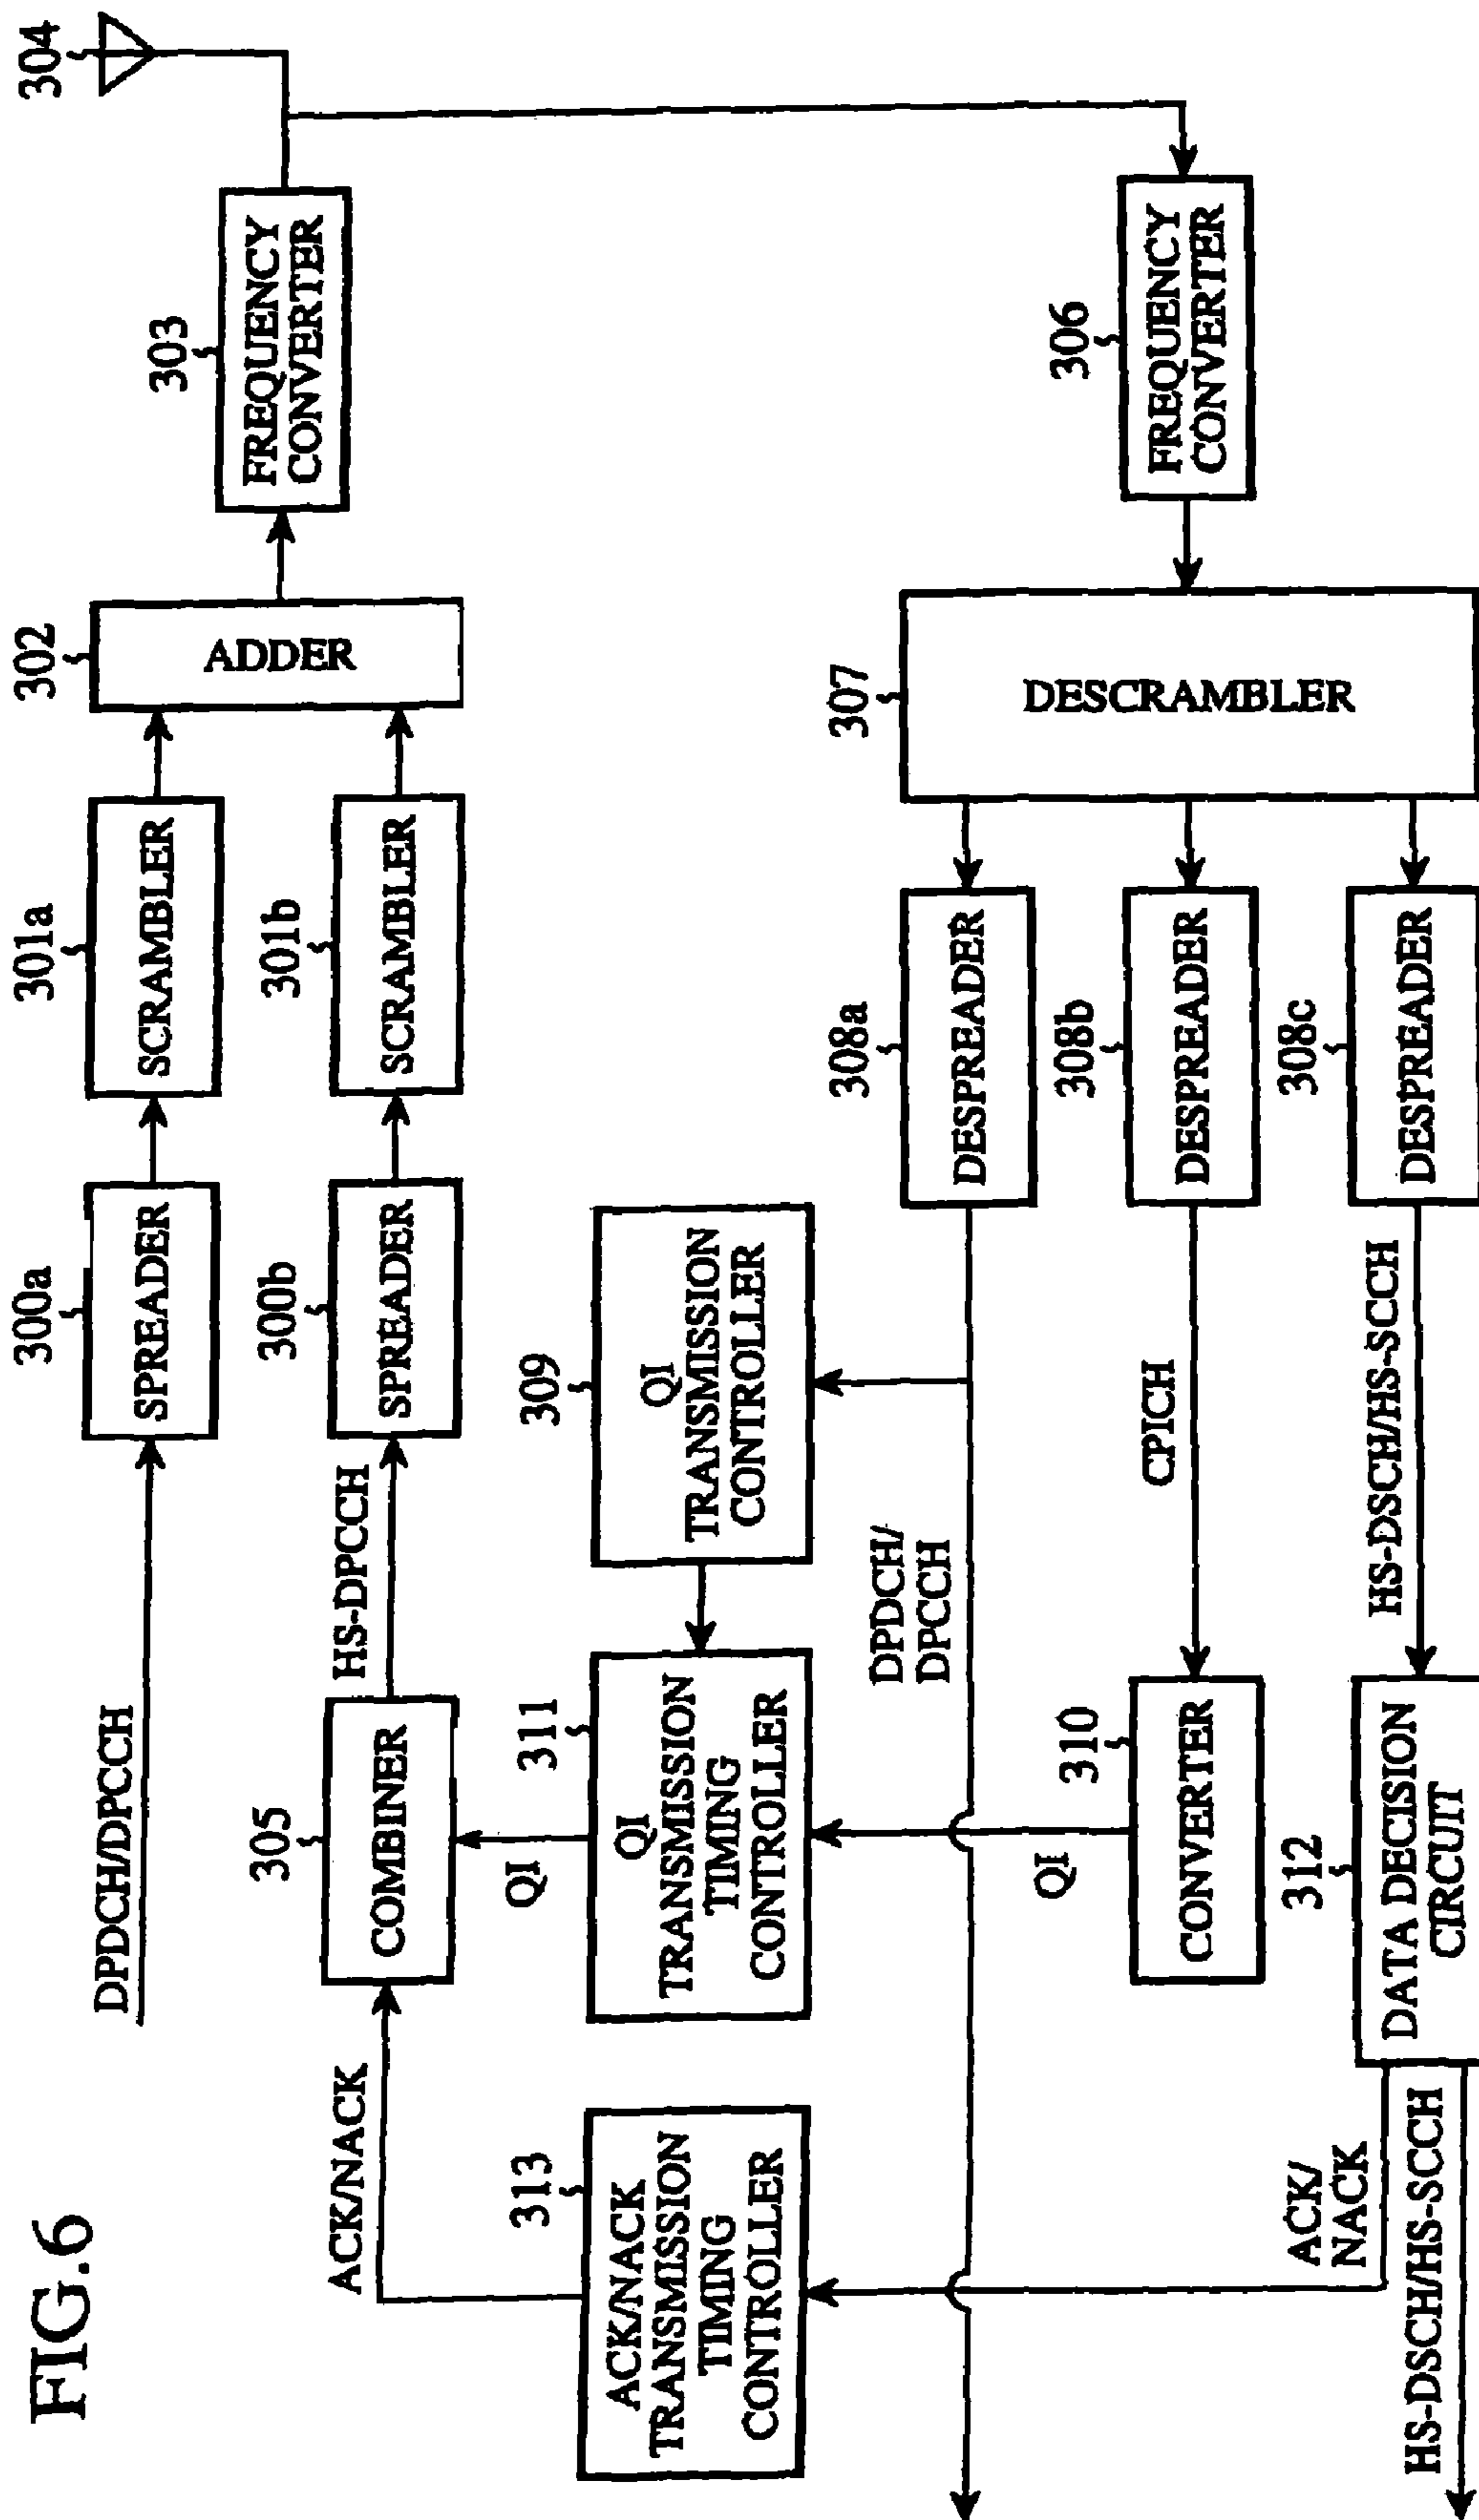 FIG.6
DPDCH/DPCCH
300a
SPREADER
301a
SCRAMBLER
302
ADDER
303
FREQUENCY
CONVERTER
304
ACK/NACK
305
COMBINER
HS-DPCCH
300b
SPREADER
301b
SCRAMBLER
313
ACK/NACK
TRANSMISSION
TIMING
CONTROLLER
QI
311
QI
TRANSMISSION
TIMING
CONTROLLER
309
QI
TRANSMISSION
CONTROLLER
DPDCH/
DPCCH
308a
DESPREADER
307
DESCRAMBLER
306
FREQUENCY
CONVERTER
QI
310
CONVERTER
CPICH
308b
DESPREADER
ACK/
NACK
312
DATA DECISION
CIRCUIT
HS-DSCH/HS-SCCH
308c
DESPREADER
HS-DSCH/HS-SCCH